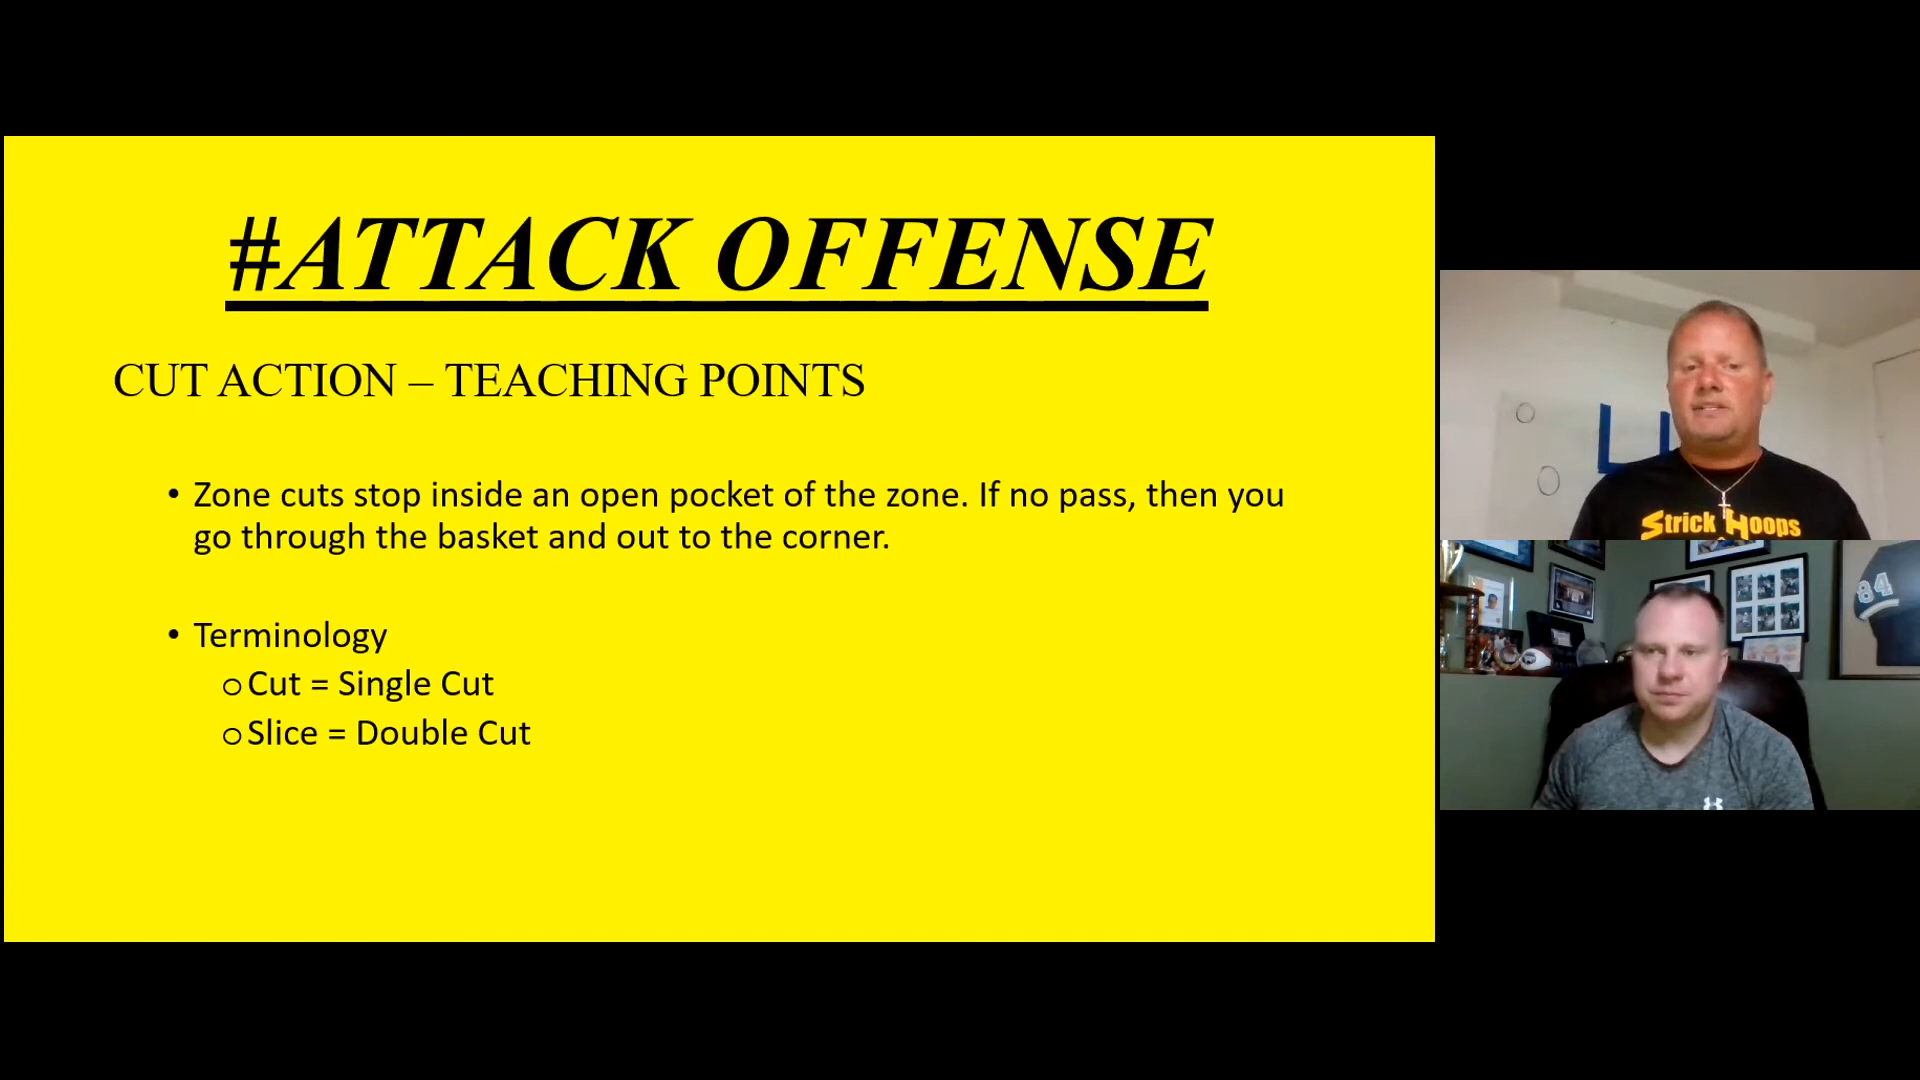 #ATTACK OFFENSE
CUT ACTION – TEACHING POINTS
• Zone cuts stop inside an open pocket of the zone. If no pass, then you
go through the basket and out to the corner.
• Terminology
o Cut = Single Cut
o Slice = Double Cut
Strick Hoops
84